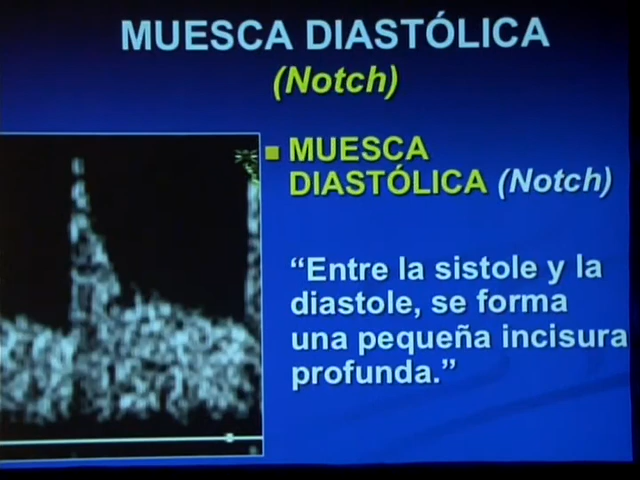 MUESCA DIASTÓLICA
(Notch)
MUESCA
DIASTÓLICA (Notch)
“Entre la sistole y la
diastole, se forma
una pequeña incisura
profunda.”